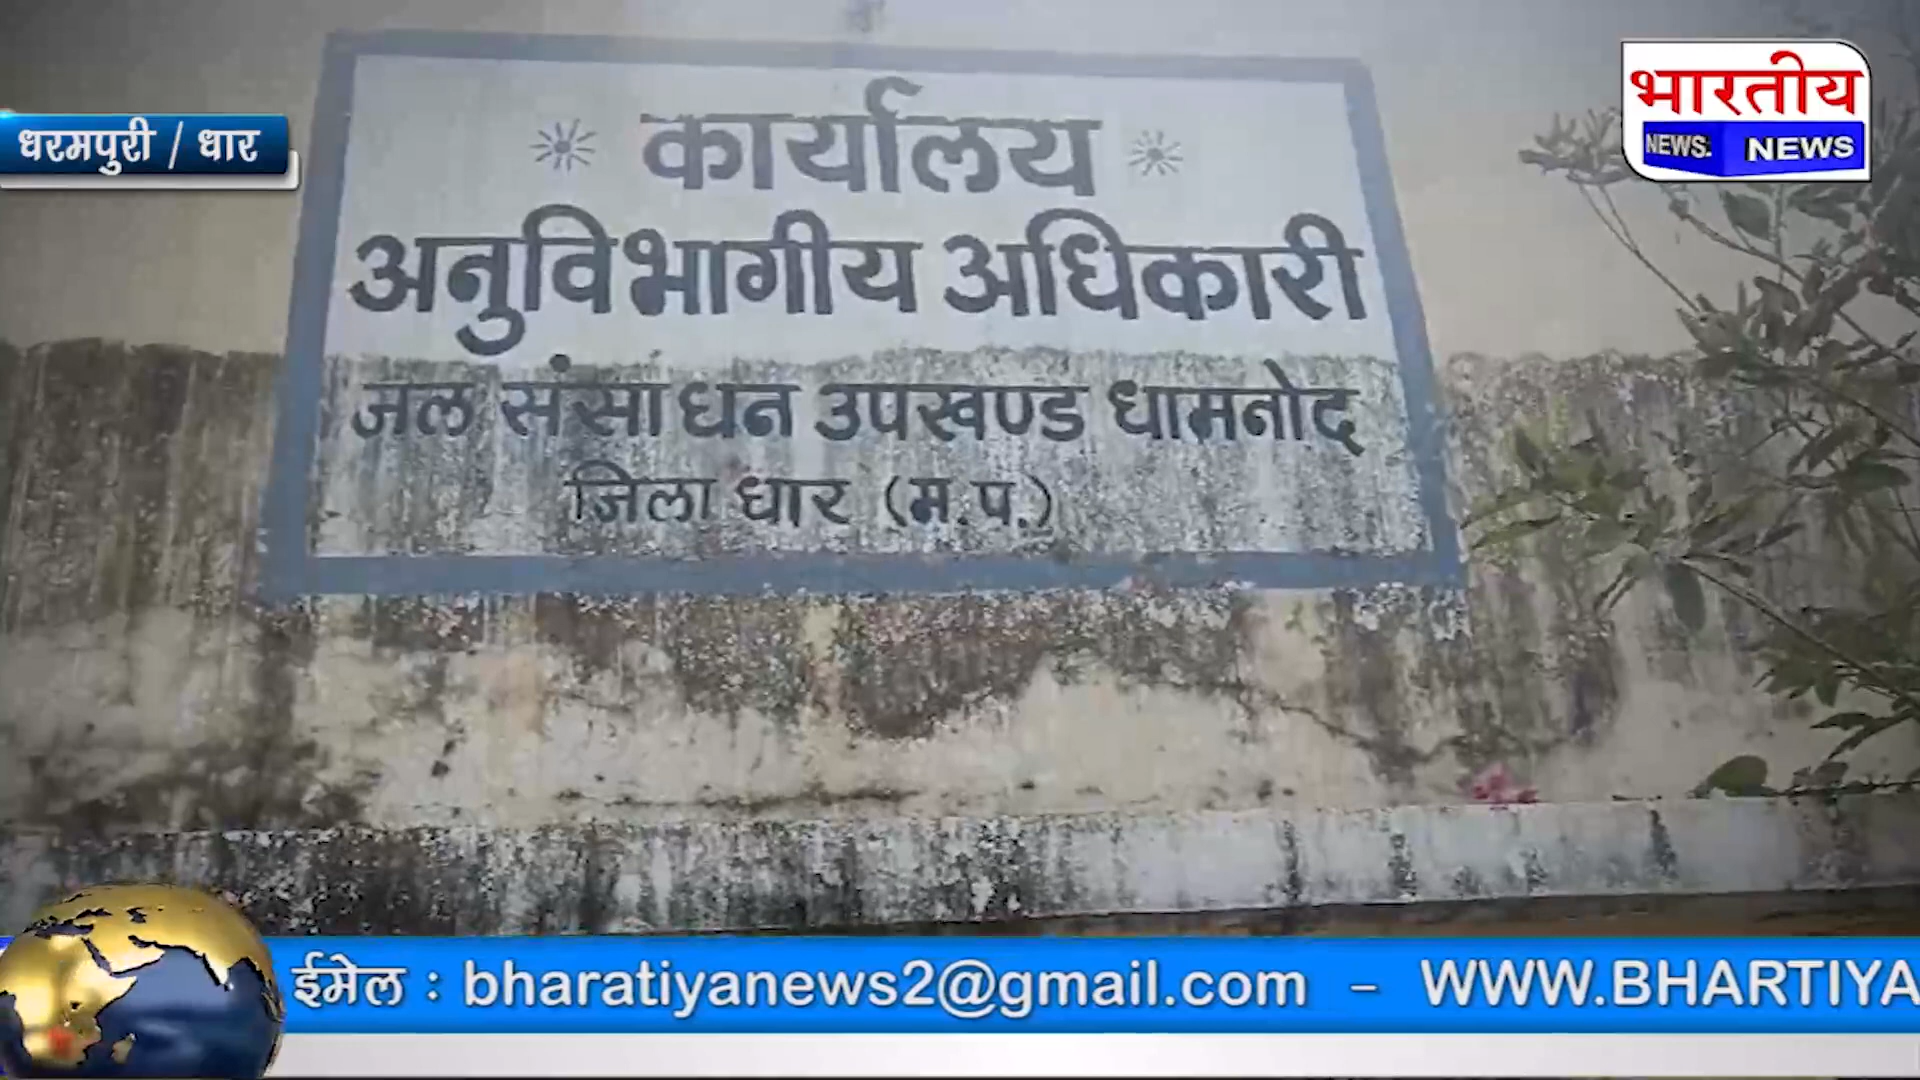 धरमपुरी / धार
भारतीय
NEWS. NEWS
कार्यालय
अनुविभागीय अधिकारी
जल संसाधन उपखण्ड धामनोद
जिला धार (म.प.)
ईमेल : bharatiyanews2@gmail.com - WWW.BHARTIYA